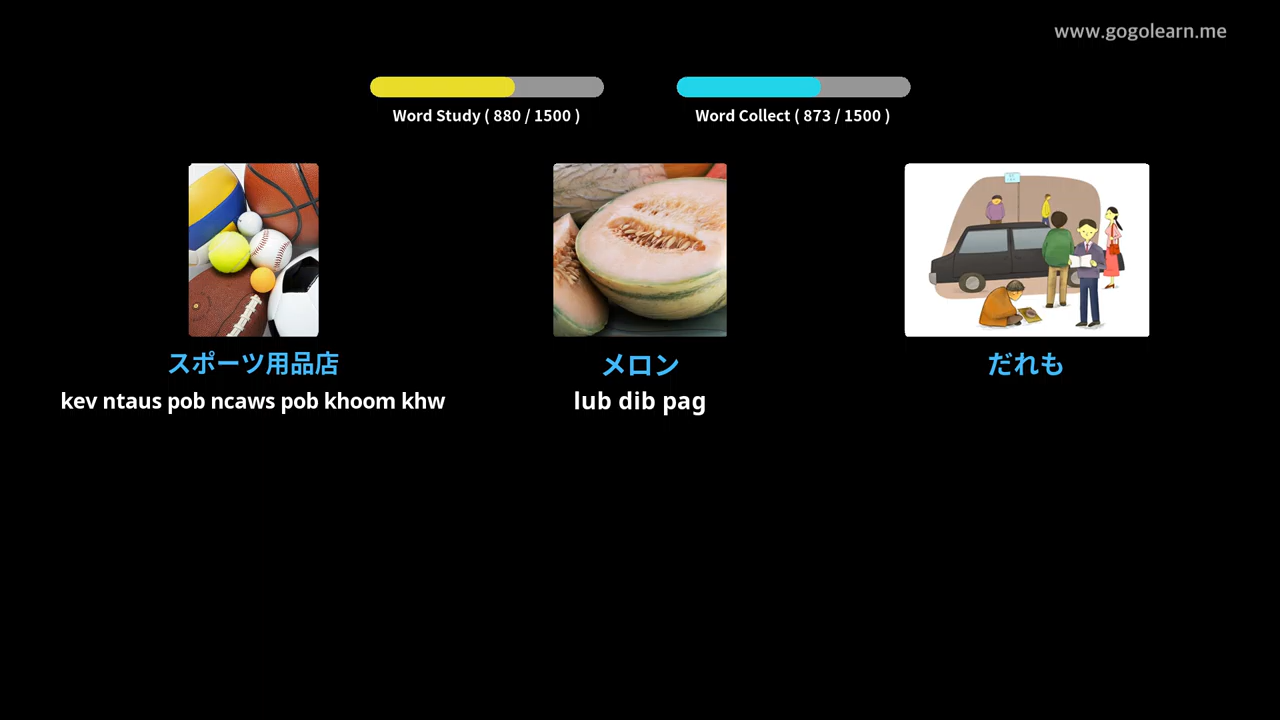 www.gogolearn.me
Word Study ( 880 / 1500 )
Word Collect ( 873 / 1500 )
スポーツ用品店
メロン
だれも
kev ntaus pob ncaws pob khoom khw
lub dib pag